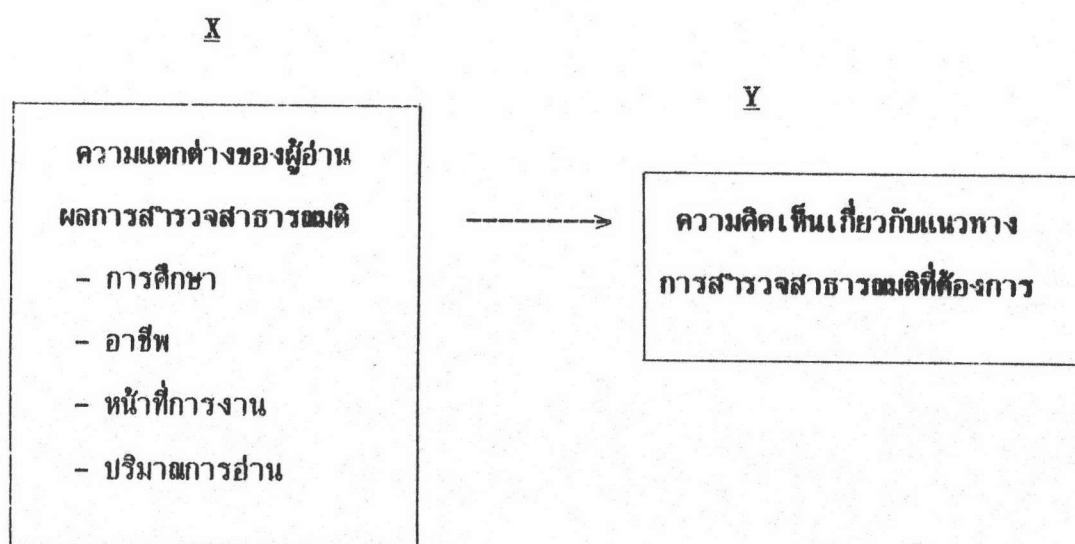 X
Y
ความแตกต่างของผู้อ่าน
ผลการสำรวจสาธารณมติ
- การศึกษา
- อาชีพ
- หน้าที่การงาน
- ปริมาณการอ่าน
ความคิดเห็นเกี่ยวกับแนวทาง
การสำรวจสาธารณมติที่ต้องการ